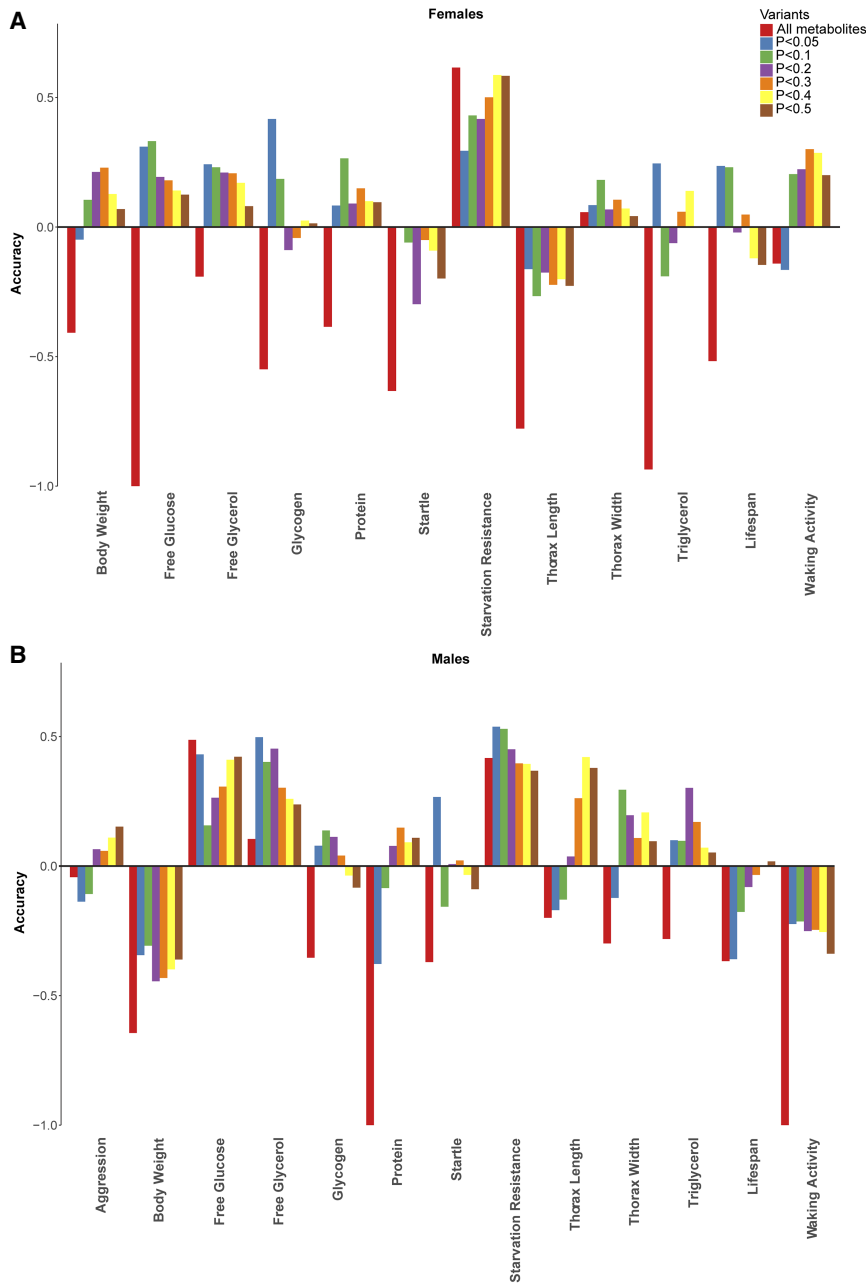 A
Females
Variants
All metabolites
P<0.05
P<0.1
P<0.2
P<0.3
P<0.4
P<0.5
0.5
0.0
−0.5
−1.0
Accuracy
Body Weight
Free Glucose
Free Glycerol
Glycogen
Protein
Startle
Starvation Resistance
Thorax Length
Thorax Width
Triglycerol
Lifespan
Waking Activity
B
Males
0.5
0.0
−0.5
−1.0
Accuracy
Aggression
Body Weight
Free Glucose
Free Glycerol
Glycogen
Protein
Startle
Starvation Resistance
Thorax Length
Thorax Width
Triglycerol
Lifespan
Waking Activity